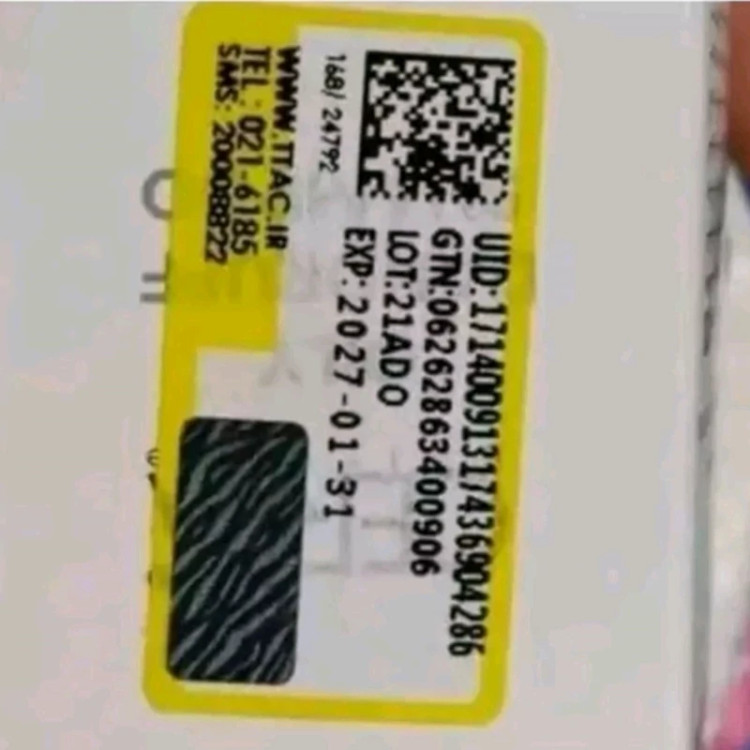 168/ 24792
UID:17140091317436904286
GTN:06262863400906
LOT:21ADO
EXP:2027-01-31
WWW.TTAC.IR
TEL: 021-6185
SMS: 20008822